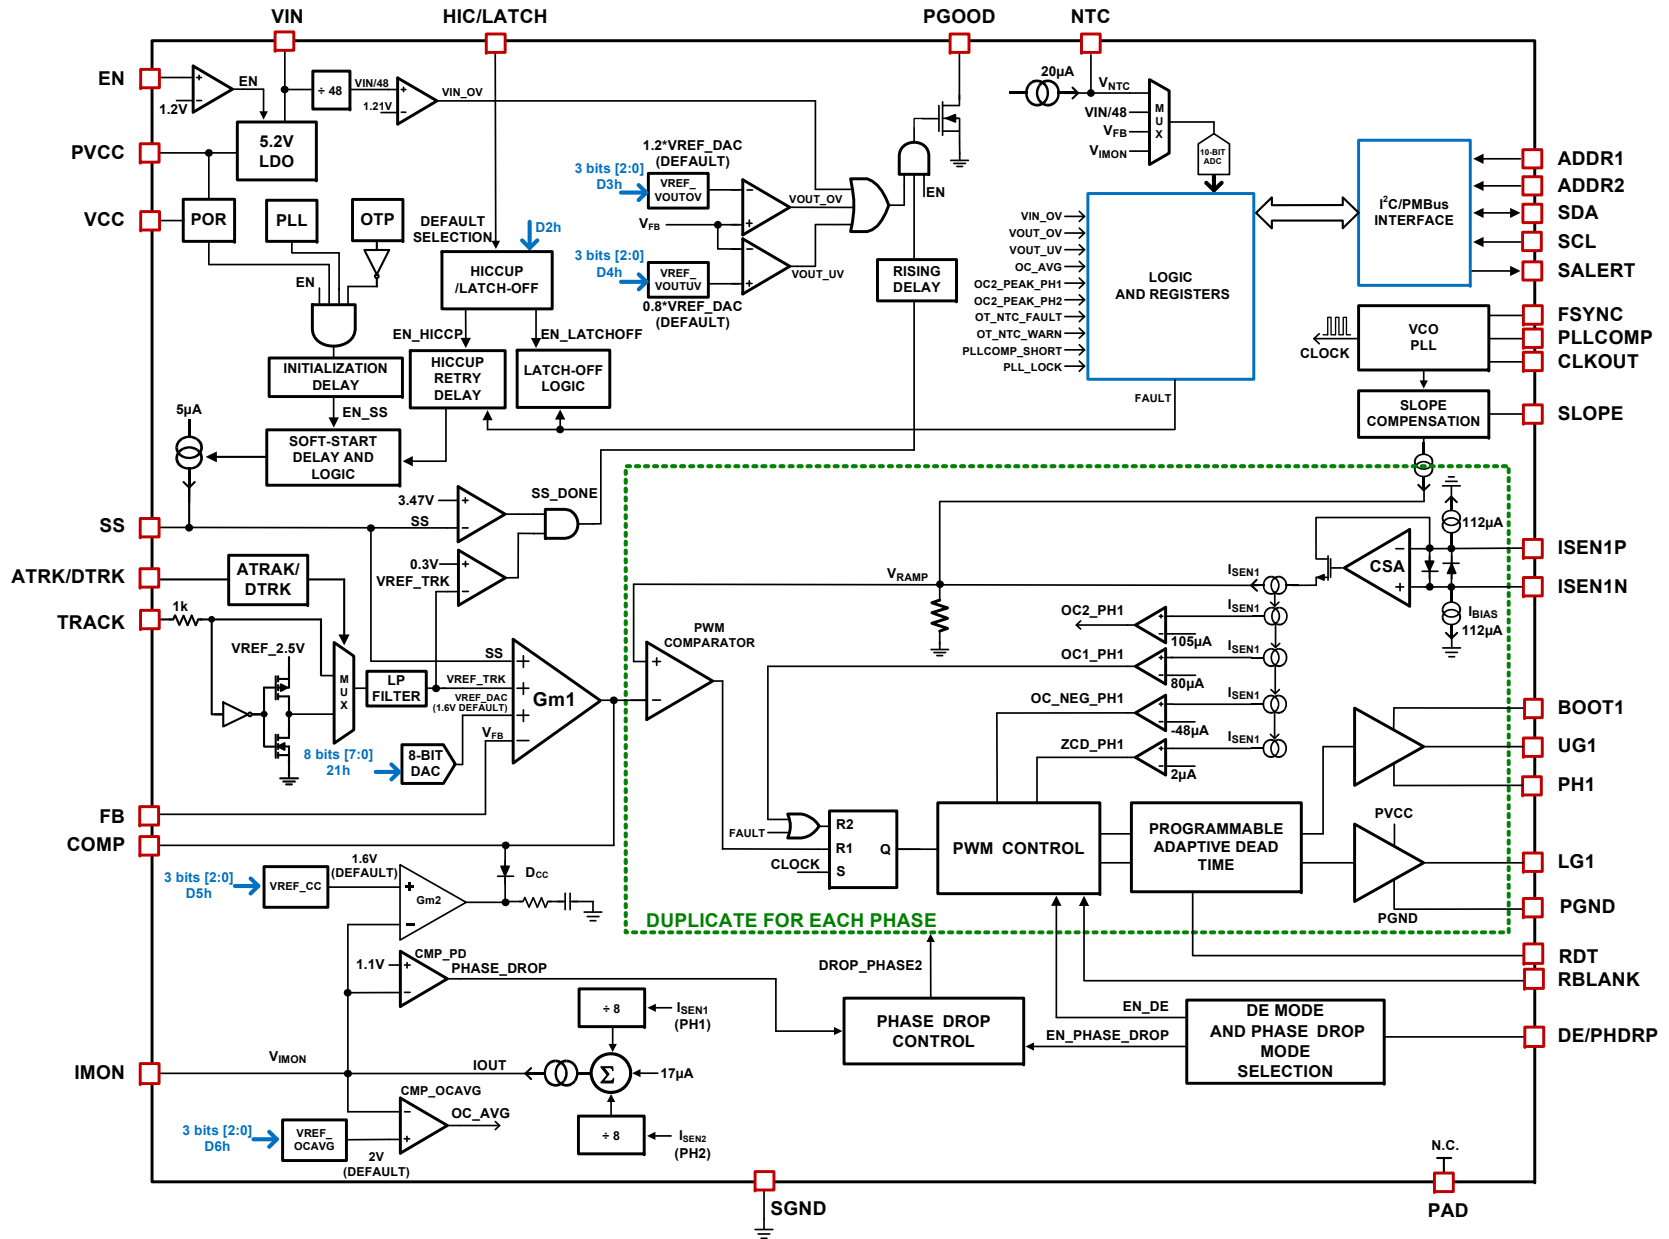 VIN
HIC/LATCH
PGOOD
NTC
EN
PVCC
VCC
SS
ATRK/DTRK
TRACK
FB
COMP
IMON
ADDR1
ADDR2
SDA
SCL
SALERT
FSYNC
PLLCOMP
CLKOUT
SLOPE
ISEN1P
ISEN1N
BOOT1
UG1
PH1
LG1
PGND
RDT
RBLANK
DE/PHDRP
SGND
PAD
N.C.
+
−
1.2V
EN
÷ 48
VIN/48
1.21V
+
−
VIN_OV
5.2V
LDO
POR
PLL
OTP
EN
INITIALIZATION
DELAY
EN_SS
5µA
SOFT-START
DELAY AND
LOGIC
DEFAULT
SELECTION
D2h
HICCUP
/LATCH-OFF
EN_HICCP
EN_LATCHOFF
HICCUP
RETRY
DELAY
LATCH-OFF
LOGIC
1.2*VREF_DAC
(DEFAULT)
3 bits [2:0]
D3h
VREF_
VOUTOV
VFB
3 bits [2:0]
D4h
VREF_
VOUTUV
0.8*VREF_DAC
(DEFAULT)
−
+
−
+
VOUT_OV
VOUT_UV
EN
RISING
DELAY
20µA
VNTC
VIN/48
VFB
VIMON
MUX
10-BIT
ADC
VIN_OV
VOUT_OV
VOUT_UV
OC_AVG
OC2_PEAK_PH1
OC2_PEAK_PH2
OT_NTC_FAULT
OT_NTC_WARN
PLLCOMP_SHORT
PLL_LOCK
LOGIC
AND REGISTERS
FAULT
I2C/PMBus
INTERFACE
VCO
PLL
CLOCK
SLOPE
COMPENSATION
3.47V
SS
+
−
SS_DONE
0.3V
VREF_TRK
+
−
ATRAK/
DTRK
1k
VREF_2.5V
MUX
LP
FILTER
SS
VREF_TRK
VREF_DAC
(1.6V DEFAULT)
VFB
+
+
+
−
Gm1
8 bits [7:0]
21h
8-BIT
DAC
PWM
COMPARATOR
+
−
VRAMP
ISEN1
CSA
−
+
112µA
IBIAS
112µA
OC2_PH1
+
−
105µA
ISEN1
OC1_PH1
+
−
80µA
ISEN1
OC_NEG_PH1
+
−
-48µA
ISEN1
ZCD_PH1
+
−
2µA
ISEN1
FAULT
CLOCK
R2
R1
S
Q
PWM CONTROL
PROGRAMMABLE
ADAPTIVE DEAD
TIME
PVCC
PGND
DUPLICATE FOR EACH PHASE
3 bits [2:0]
D5h
VREF_CC
1.6V
(DEFAULT)
+
−
Gm2
DCC
1.1V
+
−
CMP_PD
PHASE_DROP
÷ 8
ISEN1
(PH1)
VIMON
IOUT
Σ
17µA
÷ 8
ISEN2
(PH2)
3 bits [2:0]
D6h
VREF_
OCAVG
2V
(DEFAULT)
CMP_OCAVG
−
+
OC_AVG
DROP_PHASE2
PHASE DROP
CONTROL
EN_DE
EN_PHASE_DROP
DE MODE
AND PHASE DROP
MODE
SELECTION